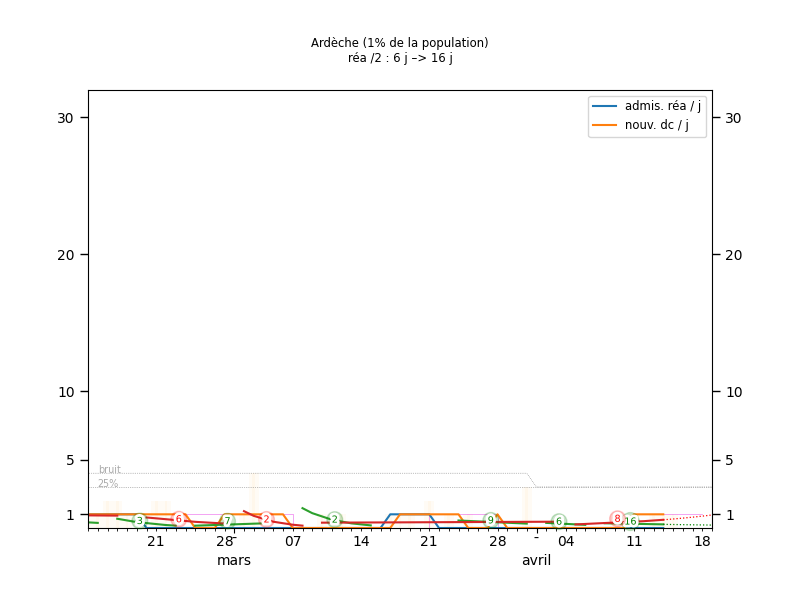 Ardèche (1% de la population)
réa /2 : 6 j –> 16 j
admis. réa / j
nouv. dc / j
30 30
20 20
10 10
5 5
bruit
25%
1 3 6 7 2 2 9 6 8 16 1
21 28 07 14 21 28 - 04 11 18
mars avril